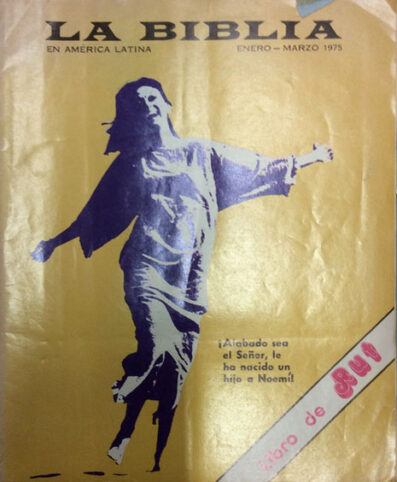 LA BIBLIA
EN AMÉRICA LATINA ENERO — MARZO 1975
¡Alabado sea
el Señor, le
ha nacido un
hijo a Noemí!
Libro de Rut